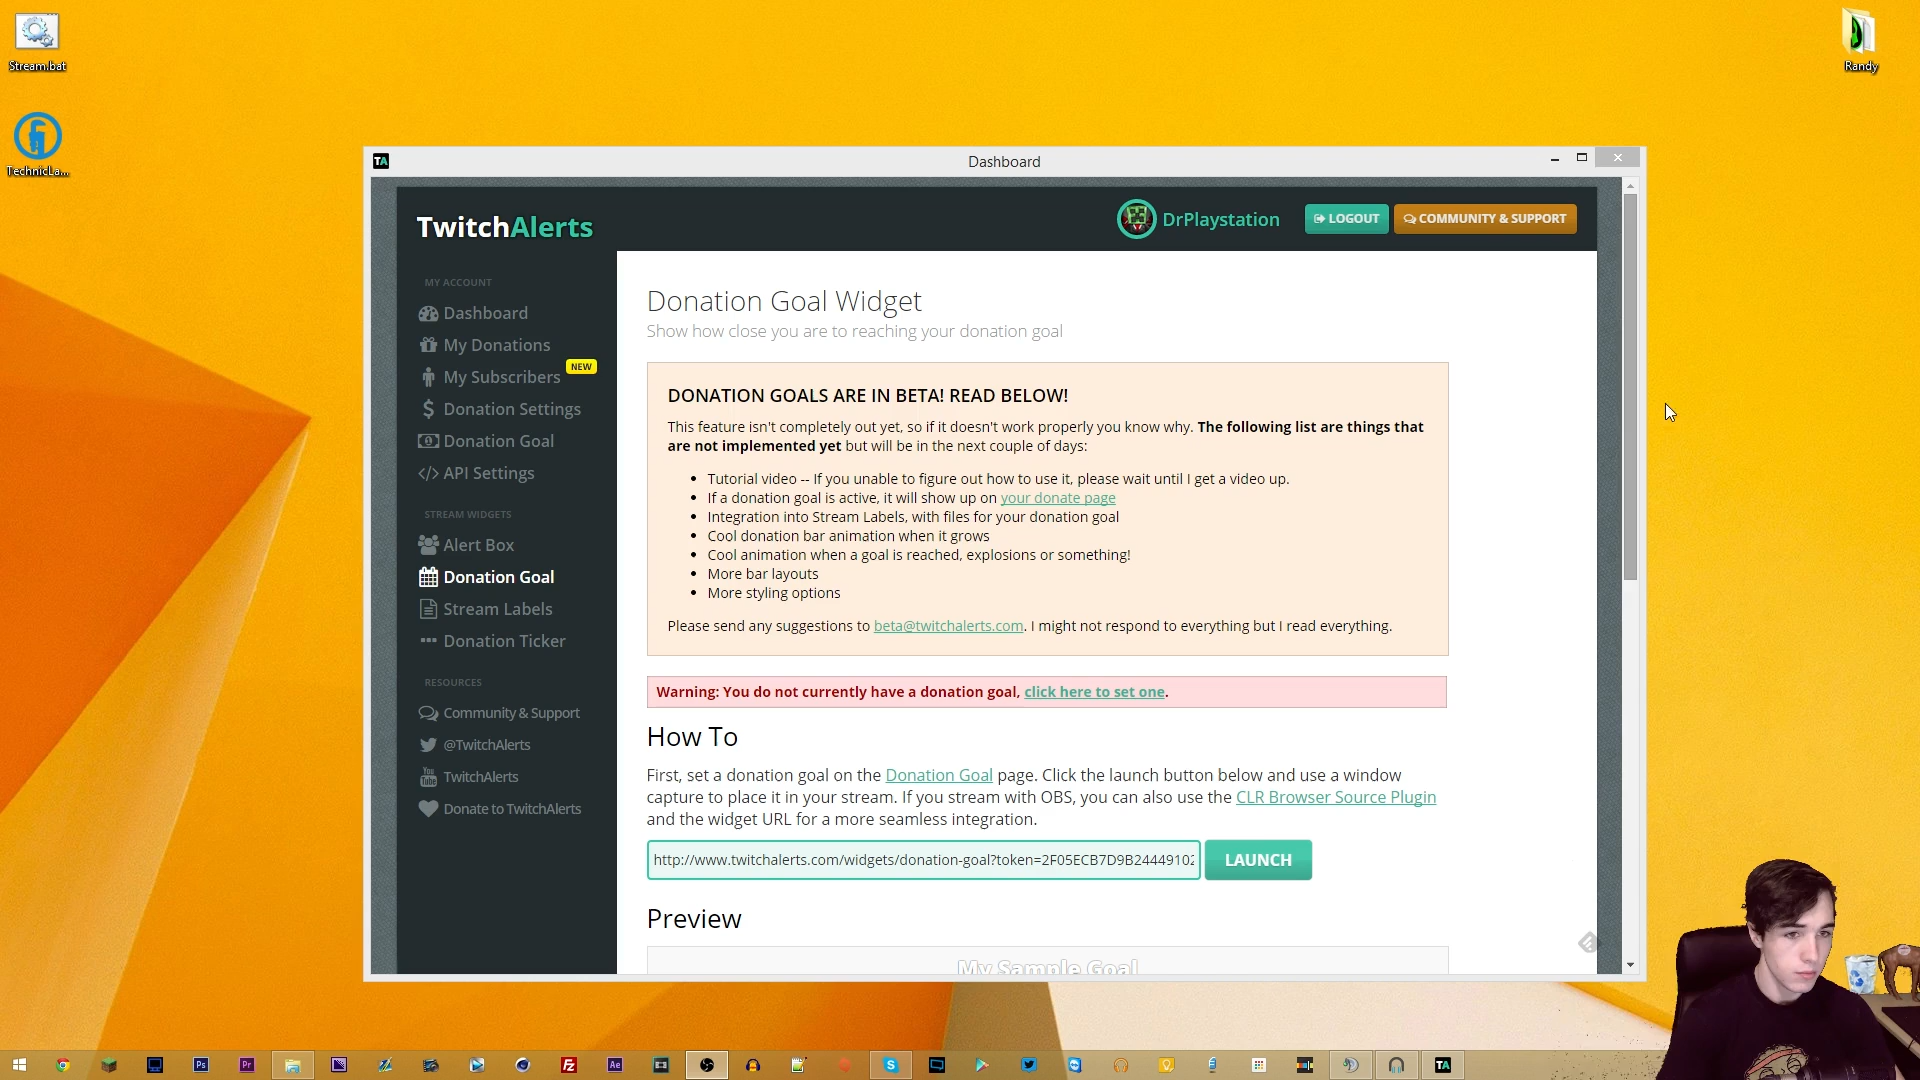 Stream.bat
TechnicLa...
Randy
TA
Dashboard
TwitchAlerts
DrPlaystation
LOGOUT
COMMUNITY & SUPPORT
MY ACCOUNT
Dashboard
My Donations
NEW
My Subscribers
Donation Settings
Donation Goal
API Settings
STREAM WIDGETS
Alert Box
Donation Goal
Stream Labels
Donation Ticker
RESOURCES
Community & Support
@TwitchAlerts
You Tube TwitchAlerts
Donate to TwitchAlerts
Donation Goal Widget
Show how close you are to reaching your donation goal
DONATION GOALS ARE IN BETA! READ BELOW!
This feature isn't completely out yet, so if it doesn't work properly you know why. The following list are things that
are not implemented yet but will be in the next couple of days:
Tutorial video -- If you unable to figure out how to use it, please wait until I get a video up.
If a donation goal is active, it will show up on your donate page
Integration into Stream Labels, with files for your donation goal
Cool donation bar animation when it grows
Cool animation when a goal is reached, explosions or something!
More bar layouts
More styling options
Please send any suggestions to beta@twitchalerts.com. I might not respond to everything but I read everything.
Warning: You do not currently have a donation goal, click here to set one.
How To
First, set a donation goal on the Donation Goal page. Click the launch button below and use a window
capture to place it in your stream. If you stream with OBS, you can also use the CLR Browser Source Plugin
and the widget URL for a more seamless integration.
http://www.twitchalerts.com/widgets/donation-goal?token=2F05ECB7D9B24449102
LAUNCH
Preview
My Sample Goal
Ps
Pr
Fz
Ae
S
TA